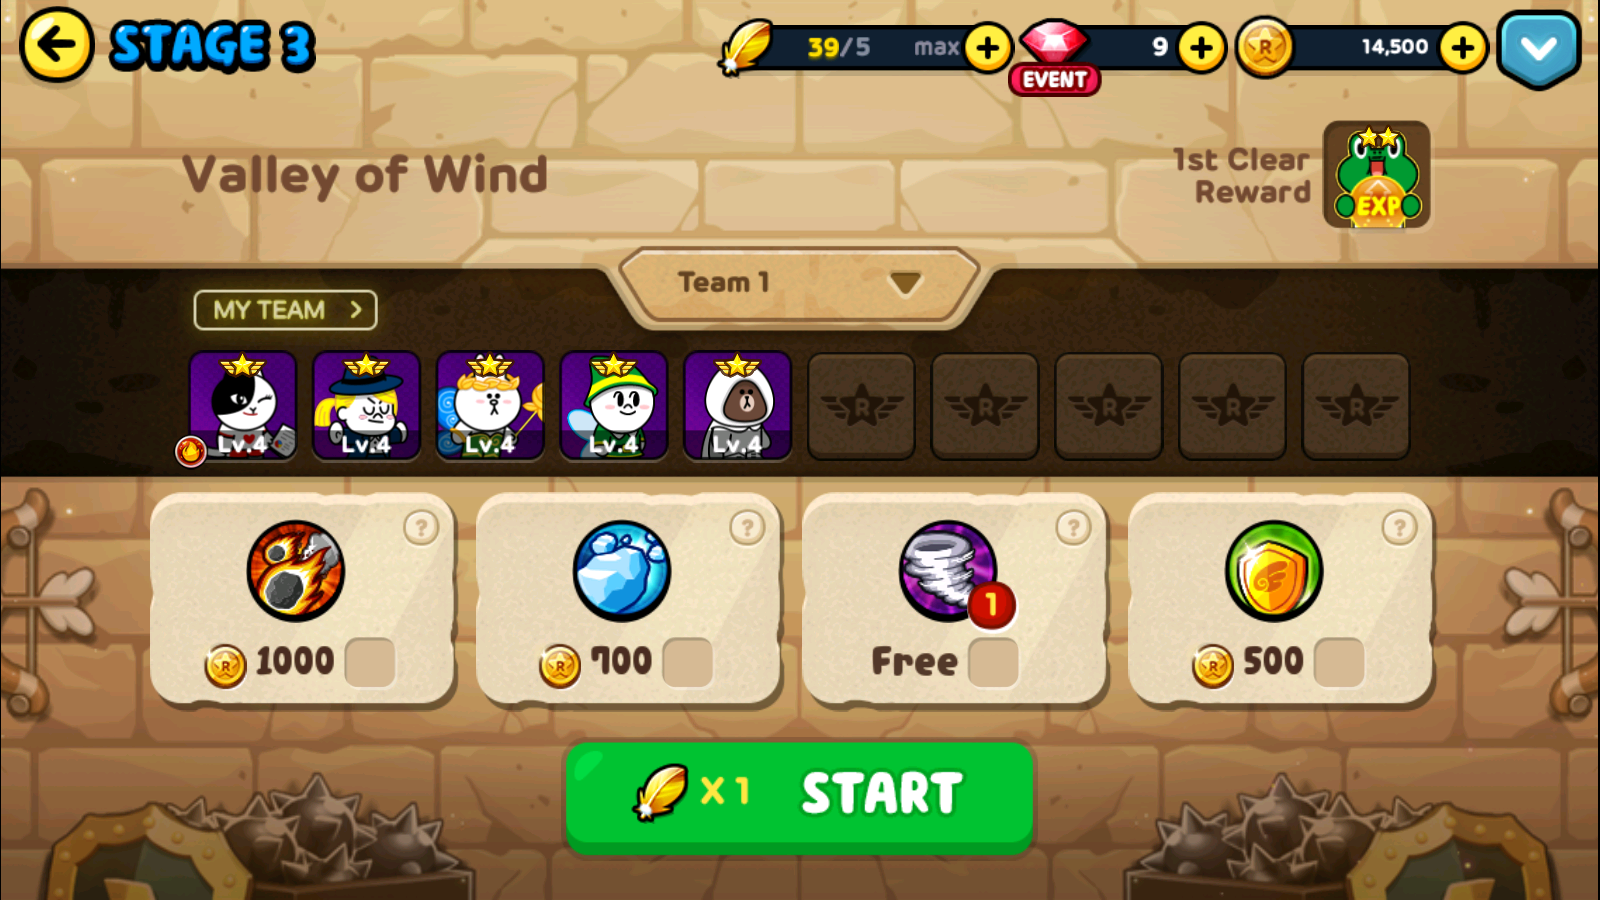 STAGE 3
39/5 max
9
14,500
EVENT
Valley of Wind
1st Clear
Reward
EXP
Team 1
MY TEAM >
Lv.4
Lv.4
Lv.4
Lv.4
Lv.4
R
R
R
R
R
?
?
?
?
1
R 1000
R 700
Free
R 500
X 1 START